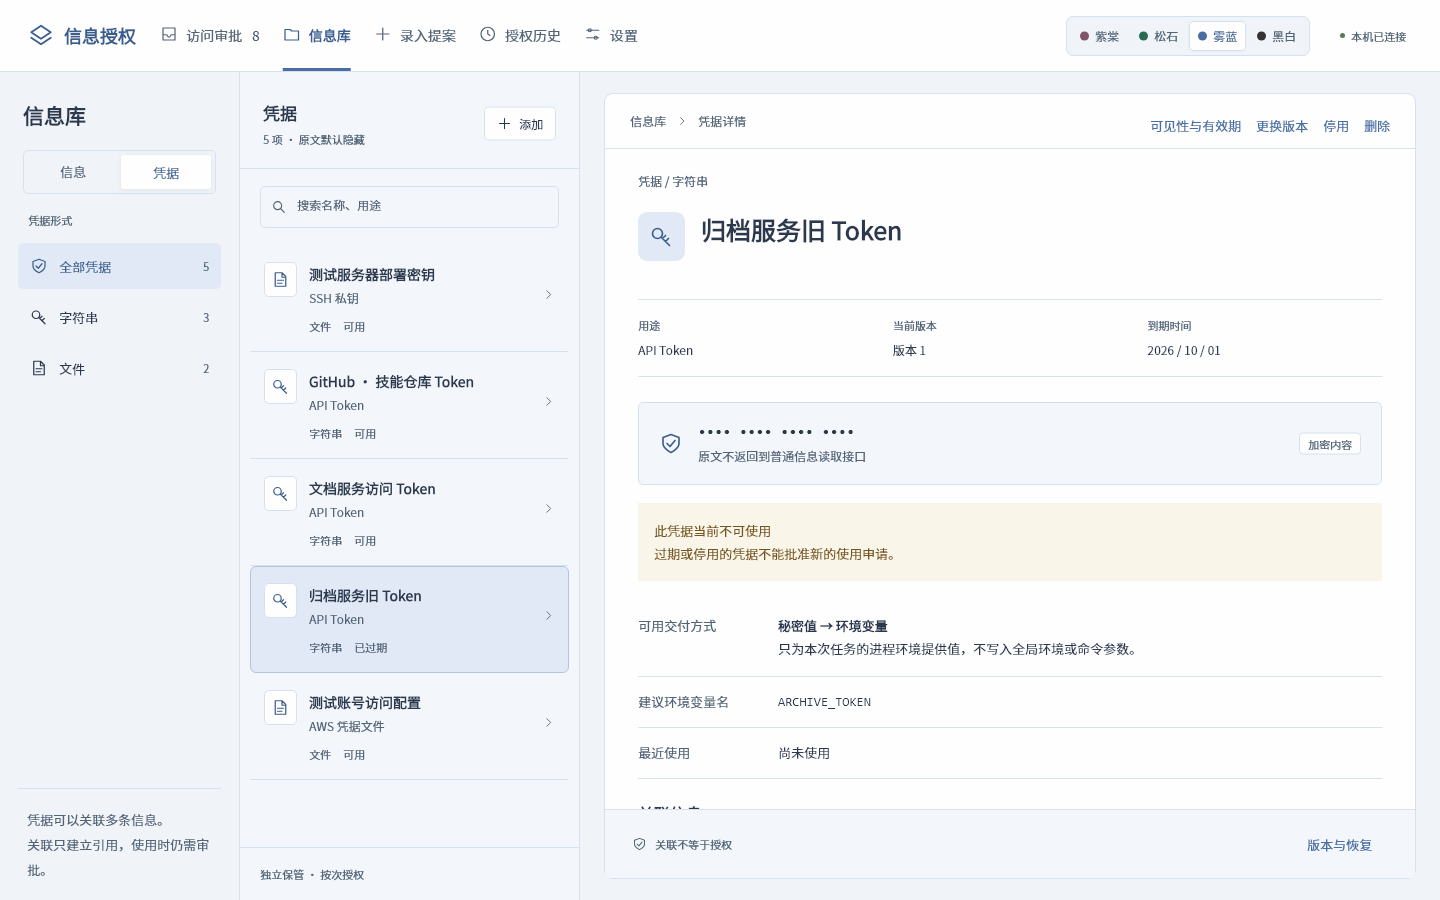 信息授权
访问审批 8
信息库
录入提案
授权历史
设置
紫棠
松石
雾蓝
黑白
本机已连接
信息库
信息
凭据
凭据形式
全部凭据 5
字符串 3
文件 2
凭据可以关联多条信息。
关联只建立引用，使用时仍需审
批。
凭据
5 项 · 原文默认隐藏
添加
搜索名称、用途
测试服务器部署密钥
SSH 私钥
文件 可用
GitHub · 技能仓库 Token
API Token
字符串 可用
文档服务访问 Token
API Token
字符串 可用
归档服务旧 Token
API Token
字符串 已过期
测试账号访问配置
AWS 凭据文件
文件 可用
独立保管 · 按次授权
信息库 > 凭据详情
可见性与有效期 更换版本 停用 删除
凭据 / 字符串
归档服务旧 Token
用途 当前版本 到期时间
API Token 版本 1 2026 / 10 / 01
•••• •••• •••• ••••
原文不返回到普通信息读取接口
加密内容
此凭据当前不可使用
过期或停用的凭据不能批准新的使用申请。
可用交付方式 秘密值 → 环境变量
只为本次任务的进程环境提供值，不写入全局环境或命令参数。
建议环境变量名 ARCHIVE_TOKEN
最近使用 尚未使用
关联不等于授权
版本与恢复